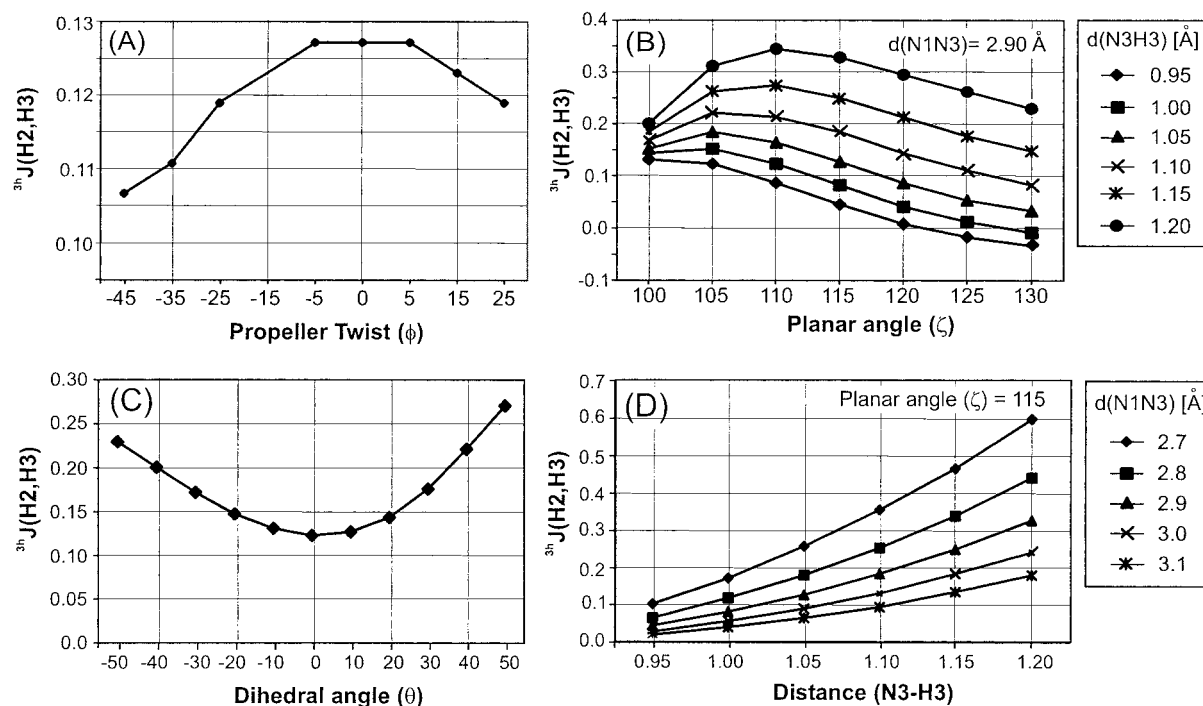 (A)
³ʰJ(H2,H3)
0.13
0.12
0.11
0.10
-45 -35 -25 -15 -5 0 5 15 25
Propeller Twist (ϕ)
(B)
d(N1N3)= 2.90 Å
³ʰJ(H2,H3)
0.4
0.3
0.2
0.1
0.0
-0.1
100 105 110 115 120 125 130
Planar angle (ζ)
d(N3H3) [Å]
0.95
1.00
1.05
1.10
1.15
1.20
(C)
³ʰJ(H2,H3)
0.30
0.25
0.20
0.15
0.10
0.05
0.0
-50 -40 -30 -20 -10 0 10 20 30 40 50
Dihedral angle (θ)
(D)
Planar angle (ζ) = 115
³ʰJ(H2,H3)
0.7
0.6
0.5
0.4
0.3
0.2
0.1
0.0
0.95 1.00 1.05 1.10 1.15 1.20
Distance (N3-H3)
d(N1N3) [Å]
2.7
2.8
2.9
3.0
3.1